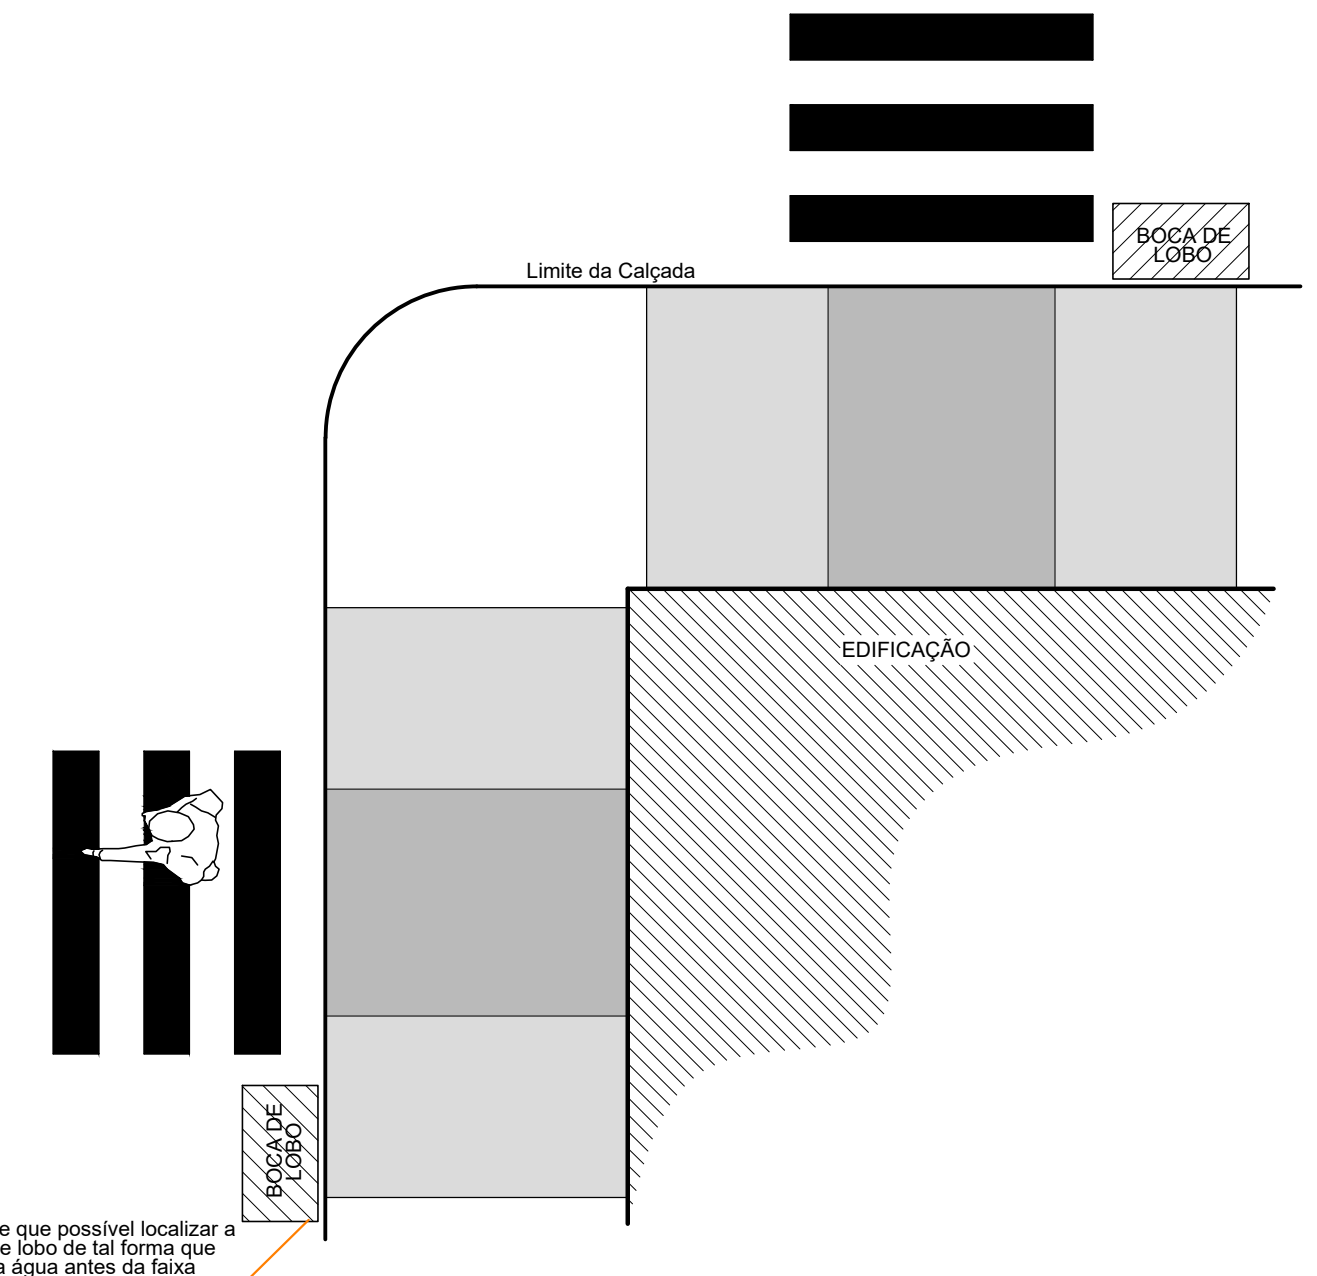 BOCA DE
LOBO
Limite da Calçada
EDIFICAÇÃO
BOCA DE
LOBO
e que possível localizar a
e lobo de tal forma que
a água antes da faixa